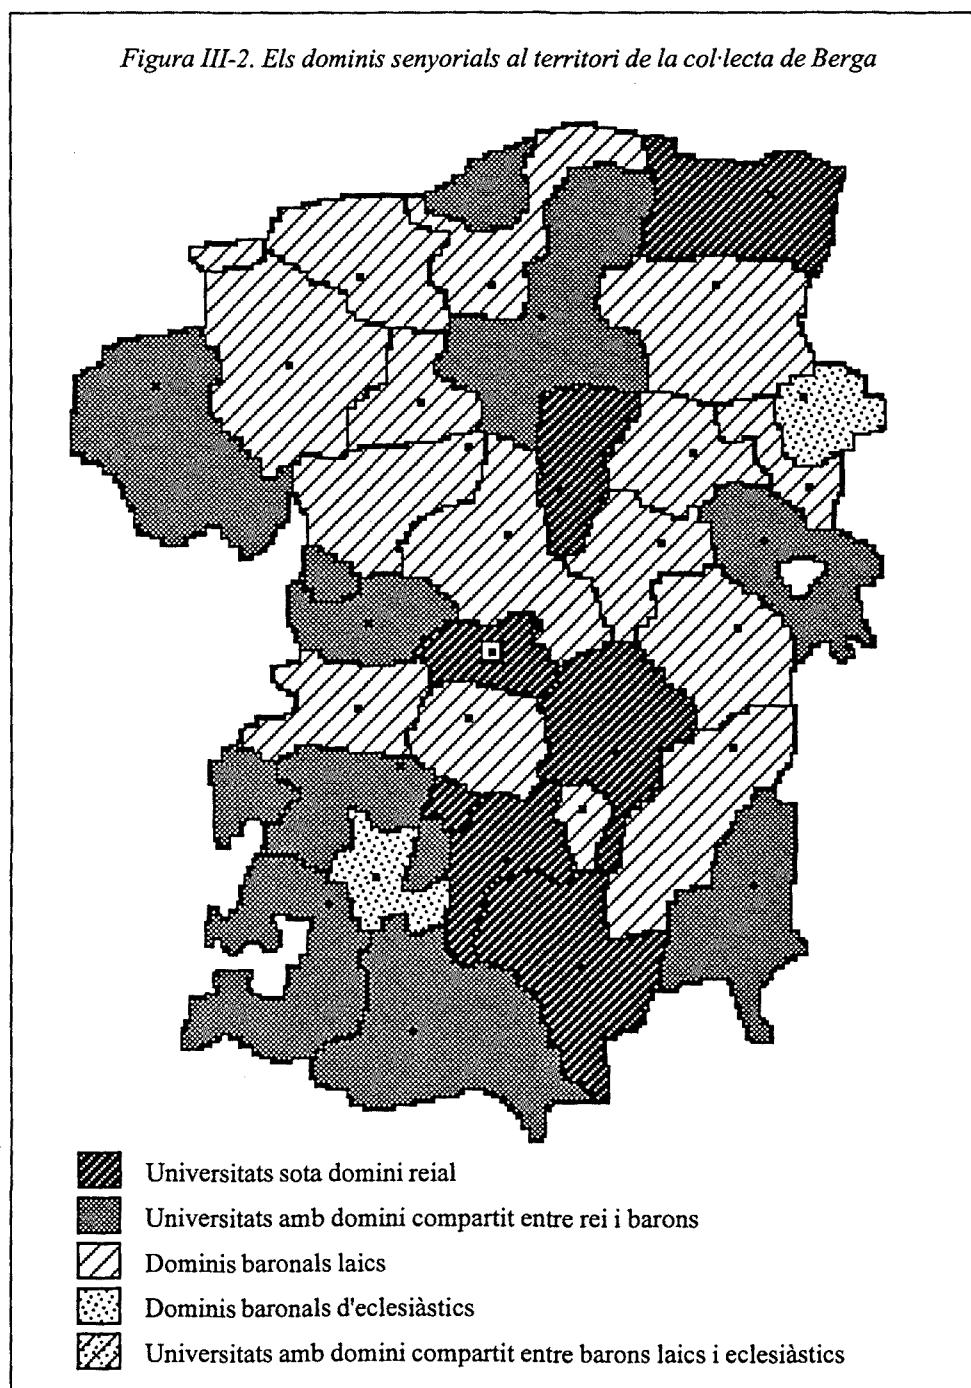 Figura III-2. Els dominis senyorials al territori de la col·lecta de Berga
Universitats sota domini reial
Universitats amb domini compartit entre rei i barons
Dominis baronals laics
Dominis baronals d'eclesiàstics
Universitats amb domini compartit entre barons laics i eclesiàstics